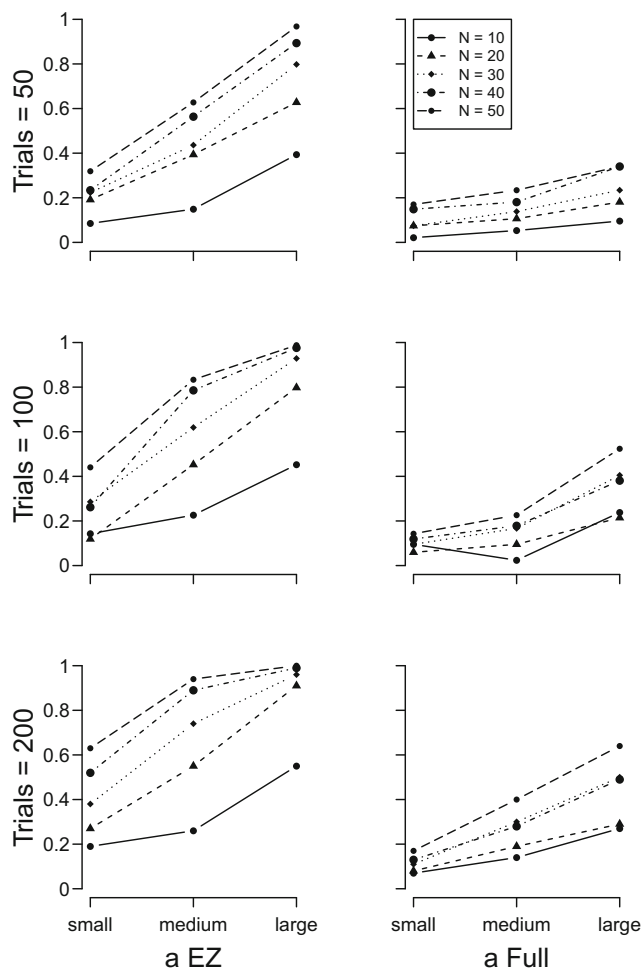 Trials = 50
1
0.8
0.6
0.4
0.2
0
N = 10
N = 20
N = 30
N = 40
N = 50
Trials = 100
1
0.8
0.6
0.4
0.2
0
Trials = 200
1
0.8
0.6
0.4
0.2
0
small medium large
small medium large
a EZ
a Full